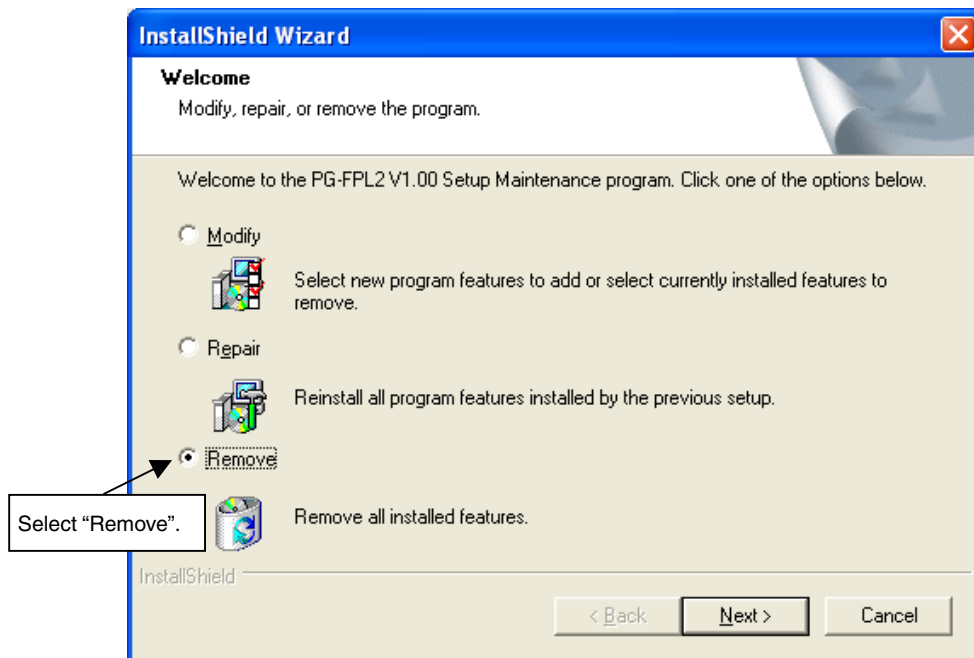 InstallShield Wizard
Welcome
Modify, repair, or remove the program.
Welcome to the PG-FPL2 V1.00 Setup Maintenance program. Click one of the options below.
Modify
Select new program features to add or select currently installed features to
remove.
Repair
Reinstall all program features installed by the previous setup.
Remove
Select “Remove”.
Remove all installed features.
InstallShield
< Back
Next >
Cancel